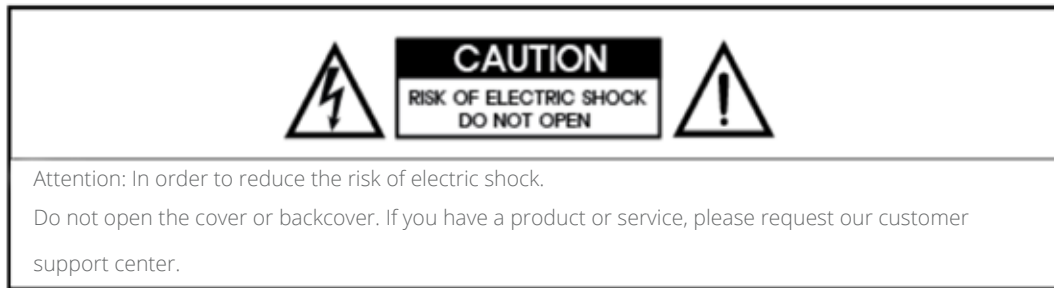 CAUTION
RISK OF ELECTRIC SHOCK
DO NOT OPEN
Attention: In order to reduce the risk of electric shock.
Do not open the cover or backcover. If you have a product or service, please request our customer
support center.